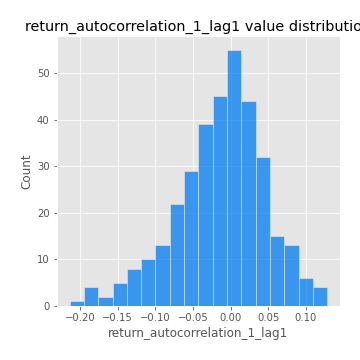 return_autocorrelation_1_lag1 value distributio
50
40
30
20
10
0
Count
−0.20 −0.15 −0.10 −0.05 0.00 0.05 0.10
return_autocorrelation_1_lag1